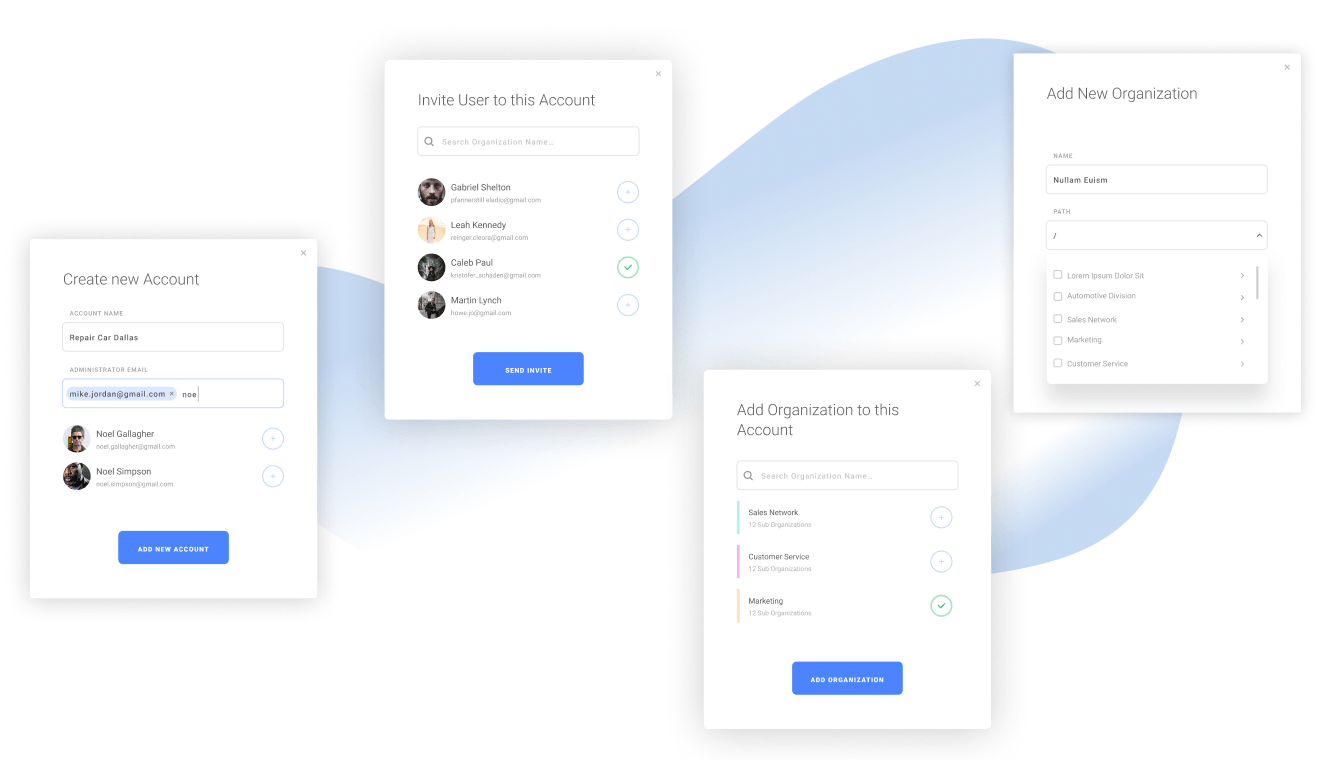 Create new Account
ACCOUNT NAME
Repair Car Dallas
ADMINISTRATOR EMAIL
mike.jordan@gmail.com × noe
Noel Gallagher
noel.gallagher@gmail.com
Noel Simpson
noel.simpson@gmail.com
ADD NEW ACCOUNT
Invite User to this Account
Search Organization Name...
Gabriel Shelton
pfannerstill.eladio@gmail.com
Leah Kennedy
reinger.cleora@gmail.com
Caleb Paul
kristofer_schaden@gmail.com
Martin Lynch
howe.jo@gmail.com
SEND INVITE
Add Organization to this
Account
Search Organization Name...
Sales Network
12 Sub Organizations
Customer Service
12 Sub Organizations
Marketing
12 Sub Organizations
ADD ORGANIZATION
Add New Organization
NAME
Nullam Euism
PATH
/
Lorem Ipsum Dolor Sit
Automotive Division
Sales Network
Marketing
Customer Service